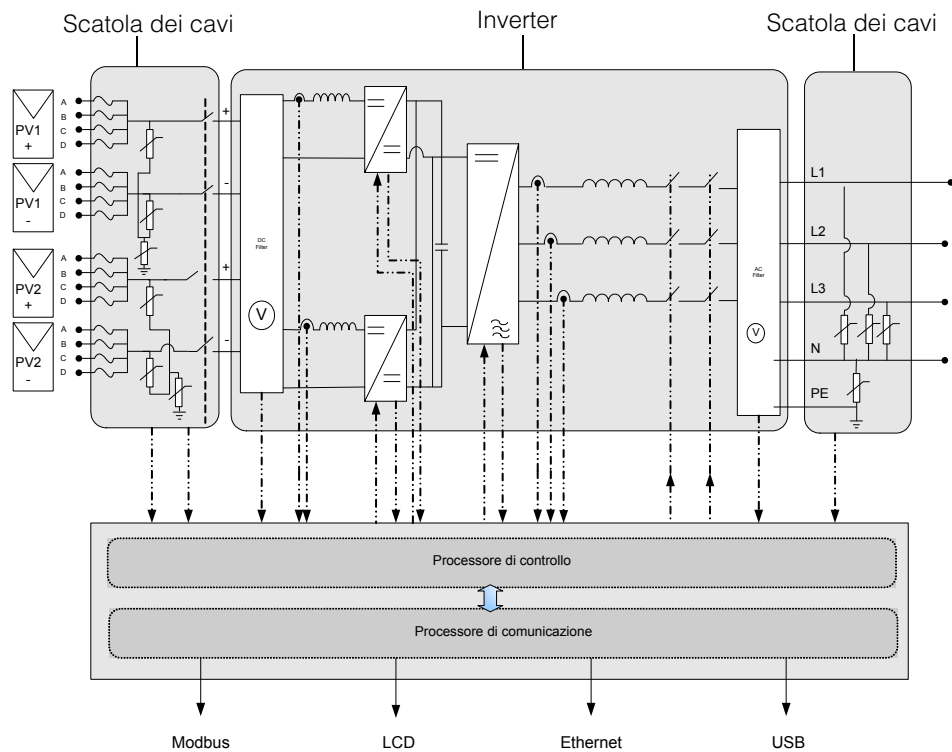 Scatola dei cavi
Inverter
Scatola dei cavi
PV1
+
A
B
C
D
+
PV1
-
A
B
C
D
-
PV2
+
A
B
C
D
+
PV2
-
A
B
C
D
-
DC
Filter
V
AC
Filter
V
L1
L2
L3
N
PE
Processore di controllo
Processore di comunicazione
Modbus
LCD
Ethernet
USB